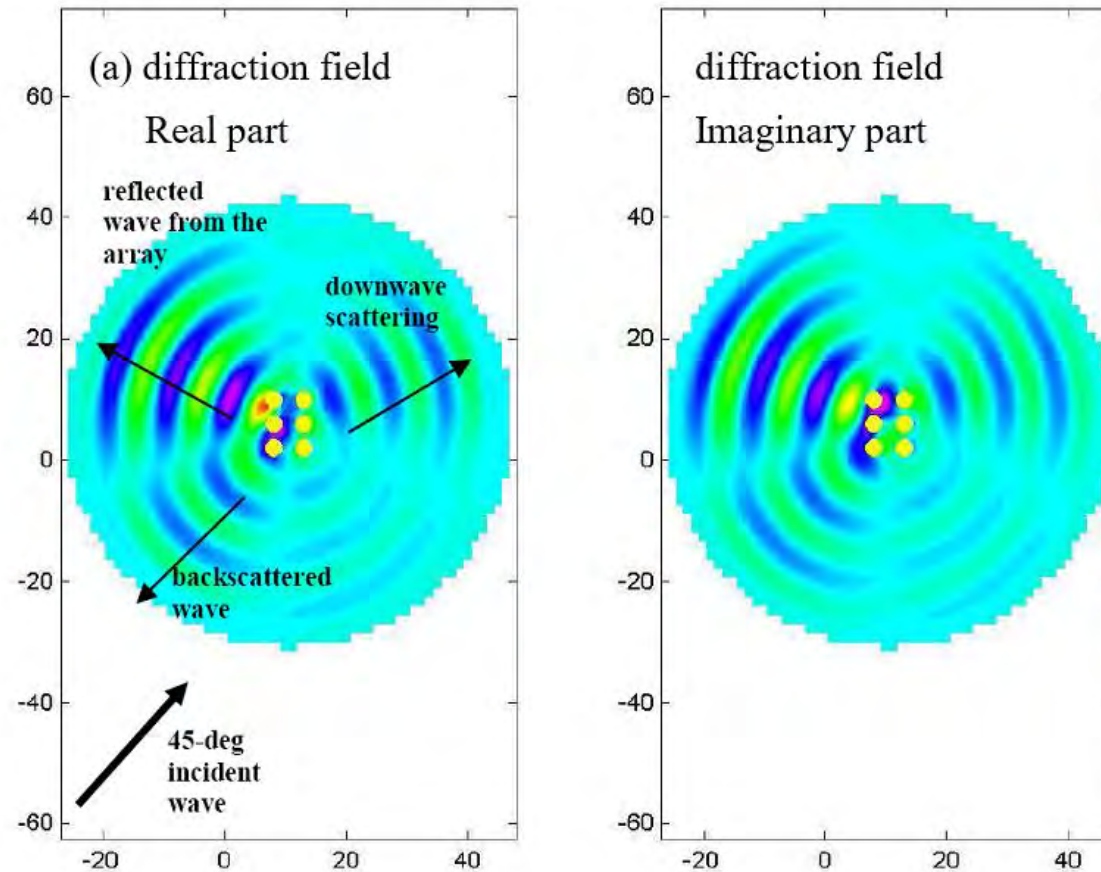 (a) diffraction field
Real part
reflected
wave from the
array
downwave
scattering
backscattered
wave
45-deg
incident
wave
60
40
20
0
-20
-40
-60
-20
0
20
40
diffraction field
Imaginary part
60
40
20
0
-20
-40
-60
-20
0
20
40